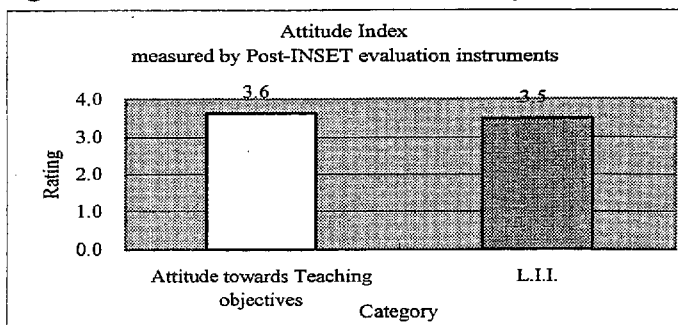 Attitude Index
measured by Post-INSET evaluation instruments
3.6
3.5
4.0
3.0
2.0
1.0
0.0
Rating
Attitude towards Teaching
objectives
L.I.I.
Category